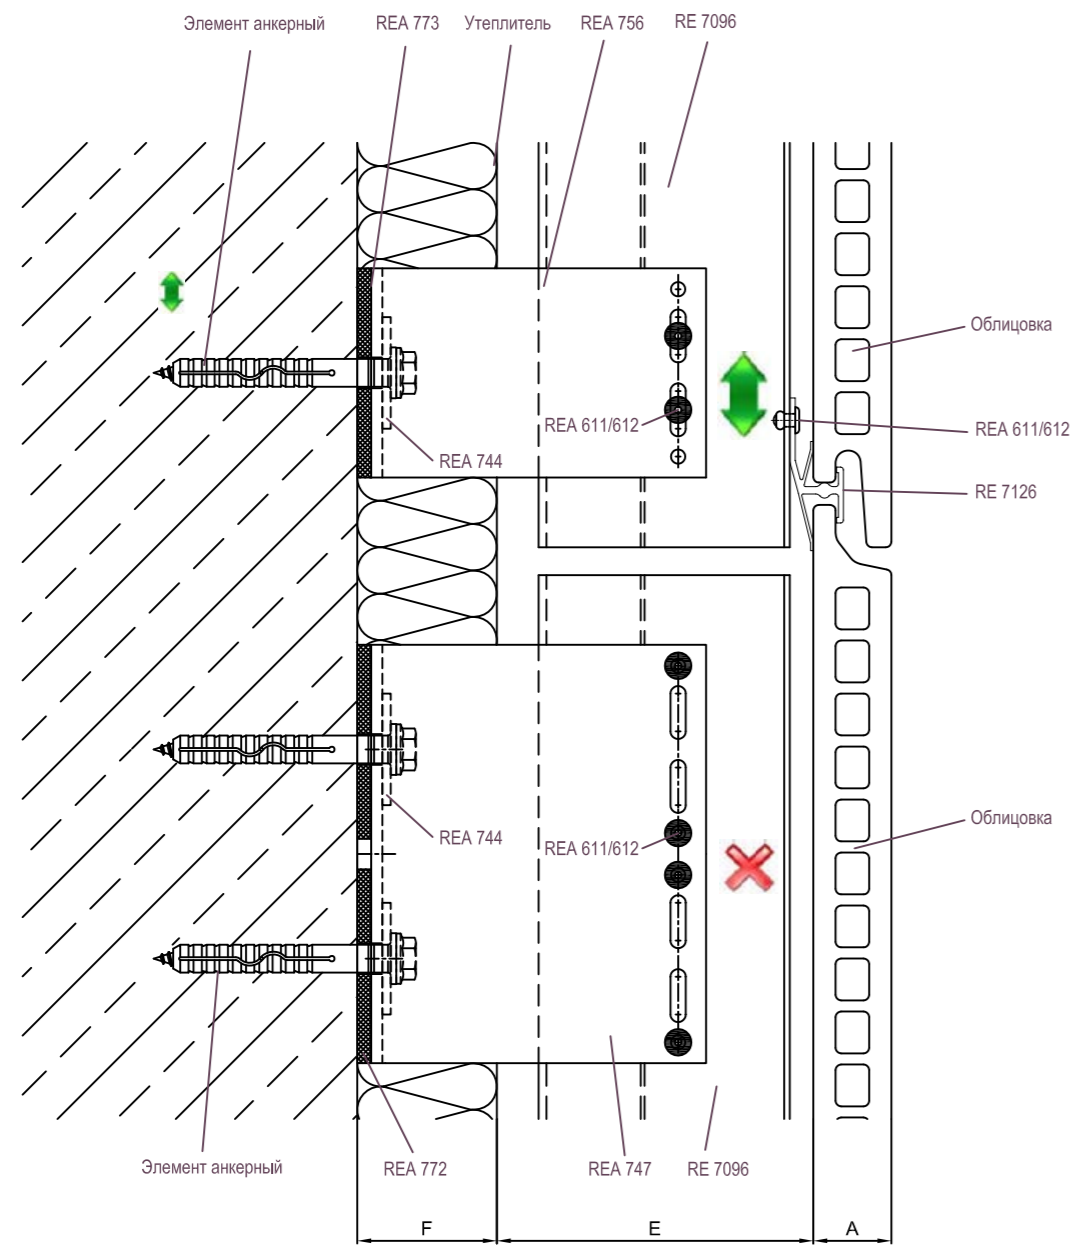 Элемент анкерный
REA 773
Утеплитель
REA 756
RE 7096
Облицовка
REA 611/612
REA 611/612
REA 744
RE 7126
Облицовка
REA 744
REA 611/612
Элемент анкерный
REA 772
REA 747
RE 7096
F
E
A